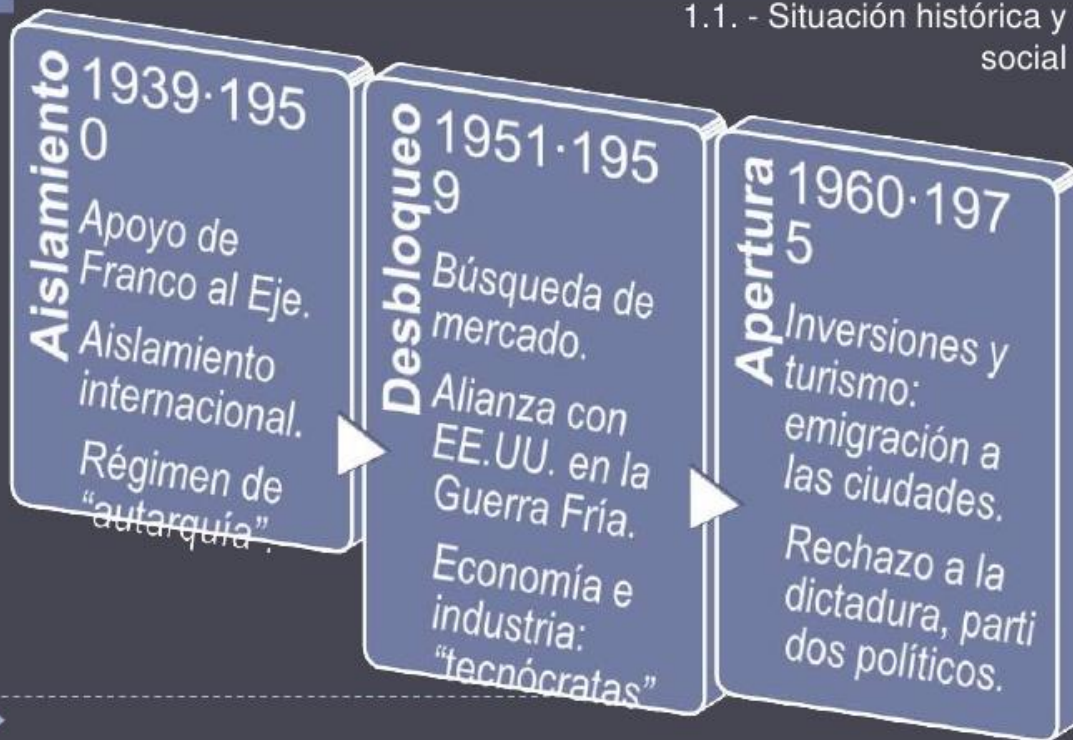 1.1. - Situación histórica y
social
Aislamiento
1939·195
0
Apoyo de
Franco al Eje.
Aislamiento
internacional.
Régimen de
“autarquía”.
Desbloqueo
1951·195
9
Búsqueda de
mercado.
Alianza con
EE.UU. en la
Guerra Fría.
Economía e
industria:
“tecnócratas”
Apertura
1960·197
5
Inversiones y
turismo:
emigración a
las ciudades.
Rechazo a la
dictadura, parti
dos políticos.